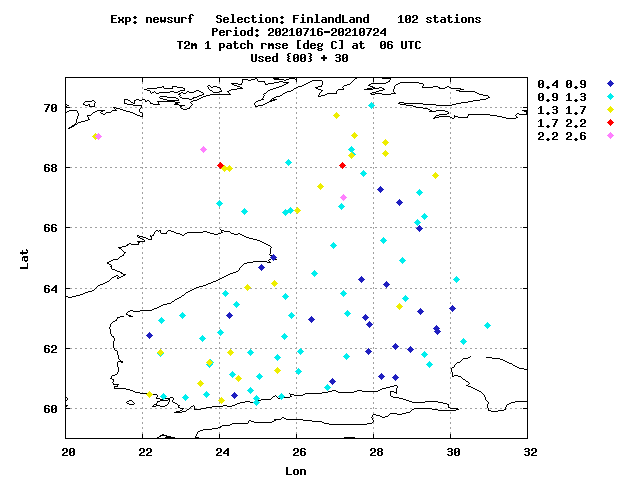 Exp: newsurf   Selection: FinlandLand    102 stations
Period: 20210716-20210724
T2m 1 patch rmse [deg C] at  06 UTC
Used {00} + 30
0.4 0.9
0.9 1.3
1.3 1.7
1.7 2.2
2.2 2.6
70
68
66
64
62
60
Lat
20 22 24 26 28 30 32
Lon